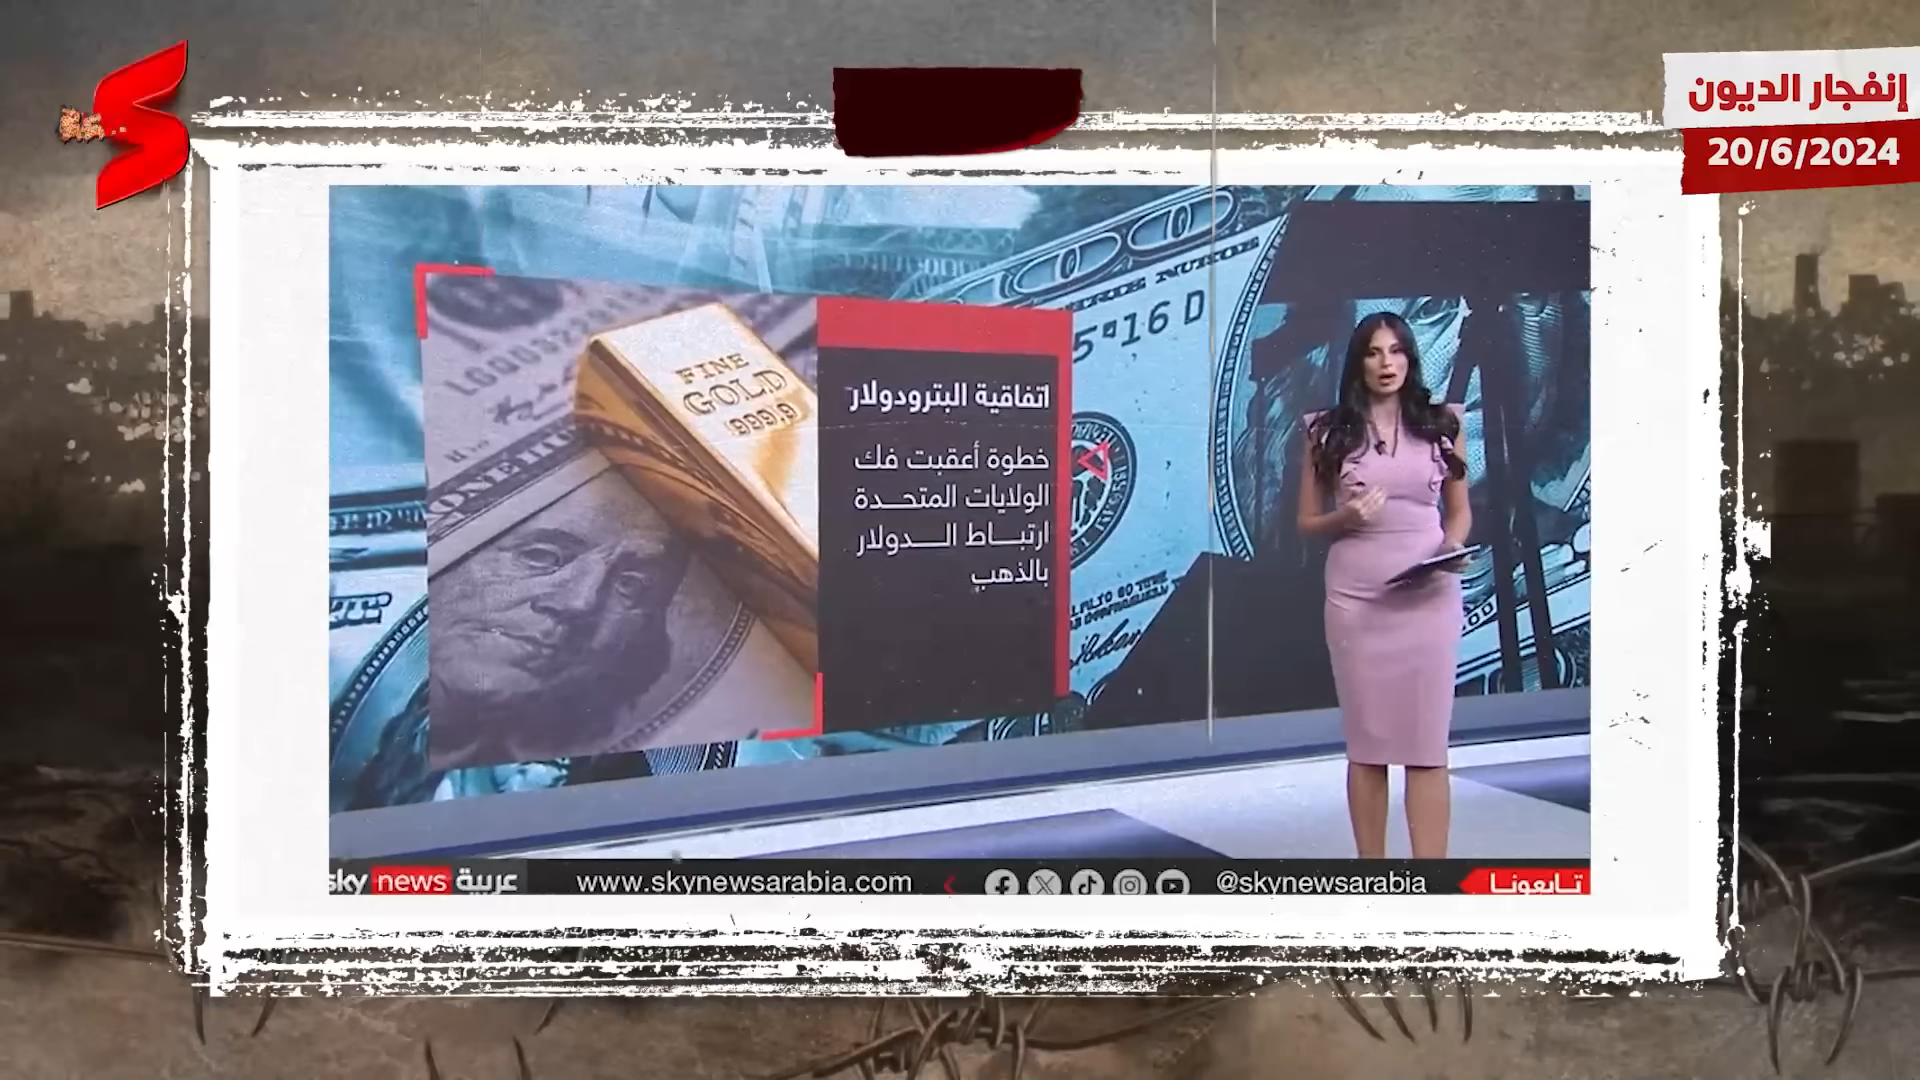 إنفجار الديون
20/6/2024
S
FINE
GOLD
999,9
اتفاقية البترودولار
خطوة أعقبت فك
الولايات المتحدة
ارتباط الدولار
بالذهب
sky news عربية
www.skynewsarabia.com
@skynewsarabia
تابعونا